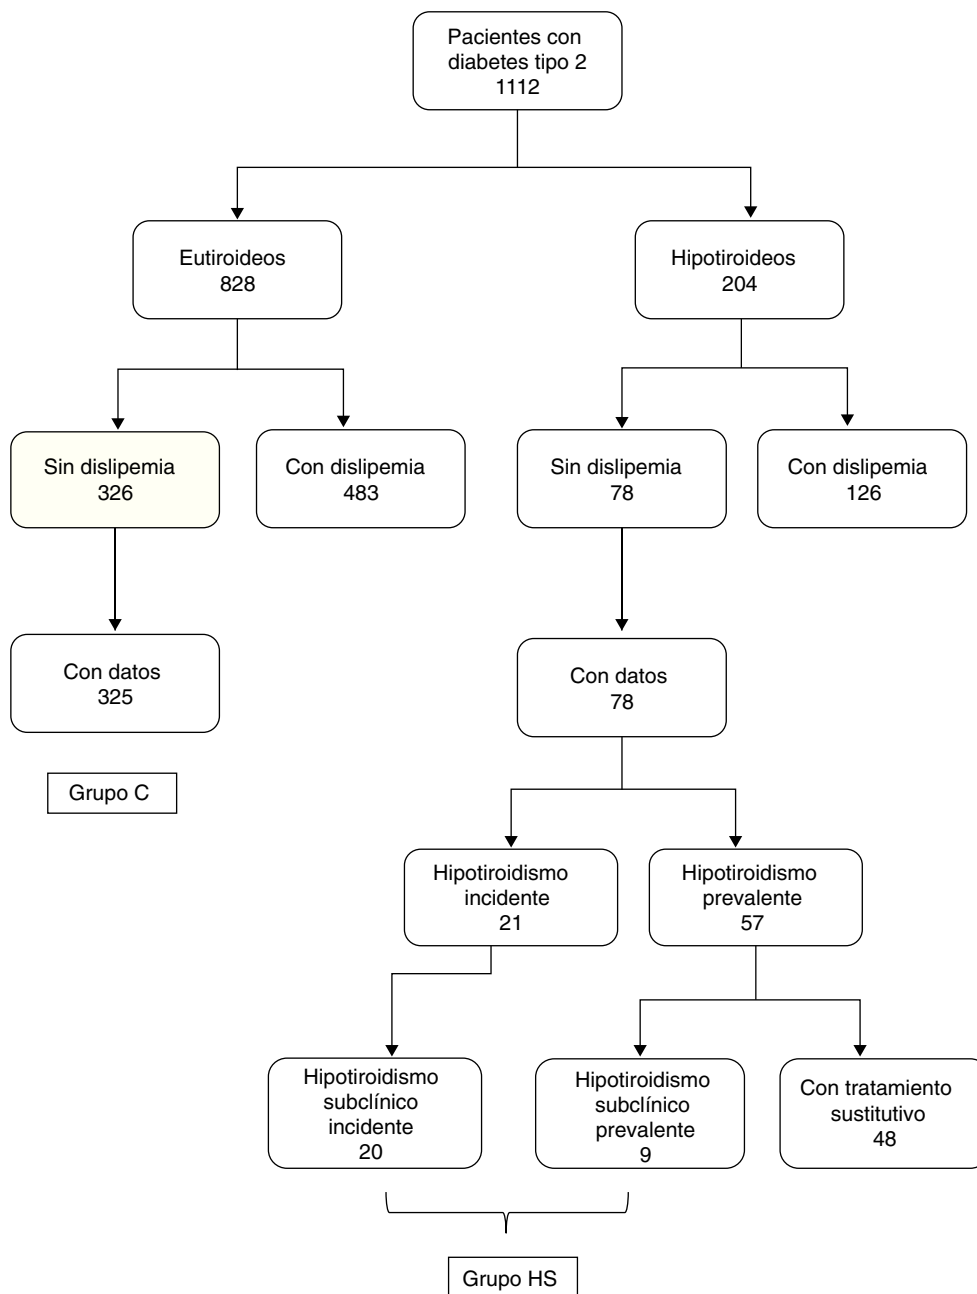 Pacientes con
diabetes tipo 2
1112
Eutiroideos
828
Hipotiroideos
204
Sin dislipemia
326
Con dislipemia
483
Sin dislipemia
78
Con dislipemia
126
Con datos
325
Con datos
78
Grupo C
Hipotiroidismo
incidente
21
Hipotiroidismo
prevalente
57
Hipotiroidismo
subclínico
incidente
20
Hipotiroidismo
subclínico
prevalente
9
Con tratamiento
sustitutivo
48
Grupo HS